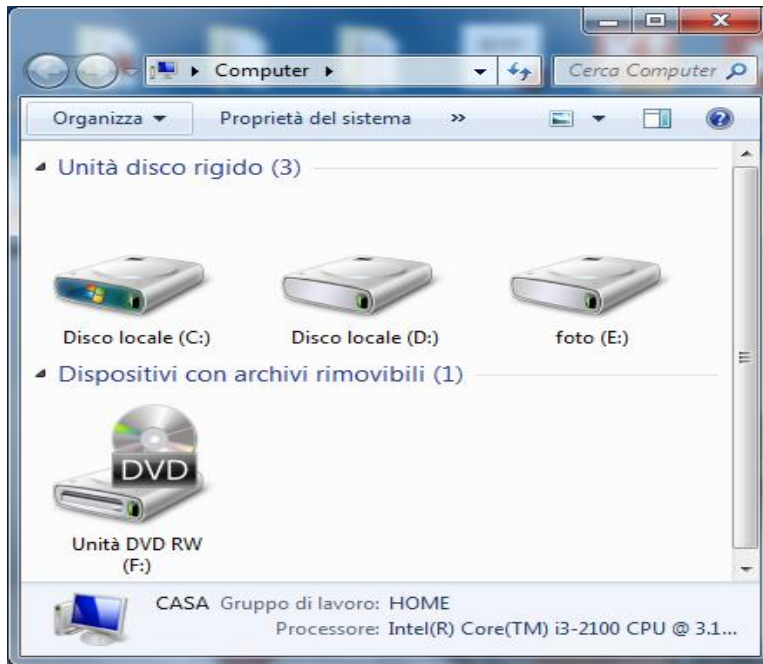 Computer
Cerca Computer
Organizza Proprietà del sistema »
Unità disco rigido (3)
Disco locale (C:) Disco locale (D:) foto (E:)
Dispositivi con archivi rimovibili (1)
DVD
Unità DVD RW
(F:)
CASA Gruppo di lavoro: HOME
Processore: Intel(R) Core(TM) i3-2100 CPU @ 3.1...